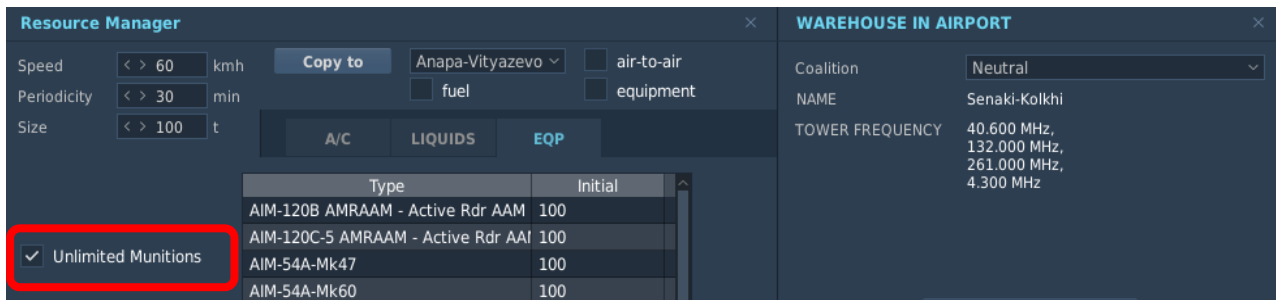 Resource Manager
Speed < > 60 kmh
Periodicity < > 30 min
Size < > 100 t
Copy to Anapa-Vityazevo air-to-air
fuel equipment
A/C LIQUIDS EQP
Type Initial
AIM-120B AMRAAM - Active Rdr AAM 100
AIM-120C-5 AMRAAM - Active Rdr AAI 100
AIM-54A-Mk47 100
AIM-54A-Mk60 100
Unlimited Munitions
WAREHOUSE IN AIRPORT
Coalition Neutral
NAME Senaki-Kolkhi
TOWER FREQUENCY 40.600 MHz,
132.000 MHz,
261.000 MHz,
4.300 MHz